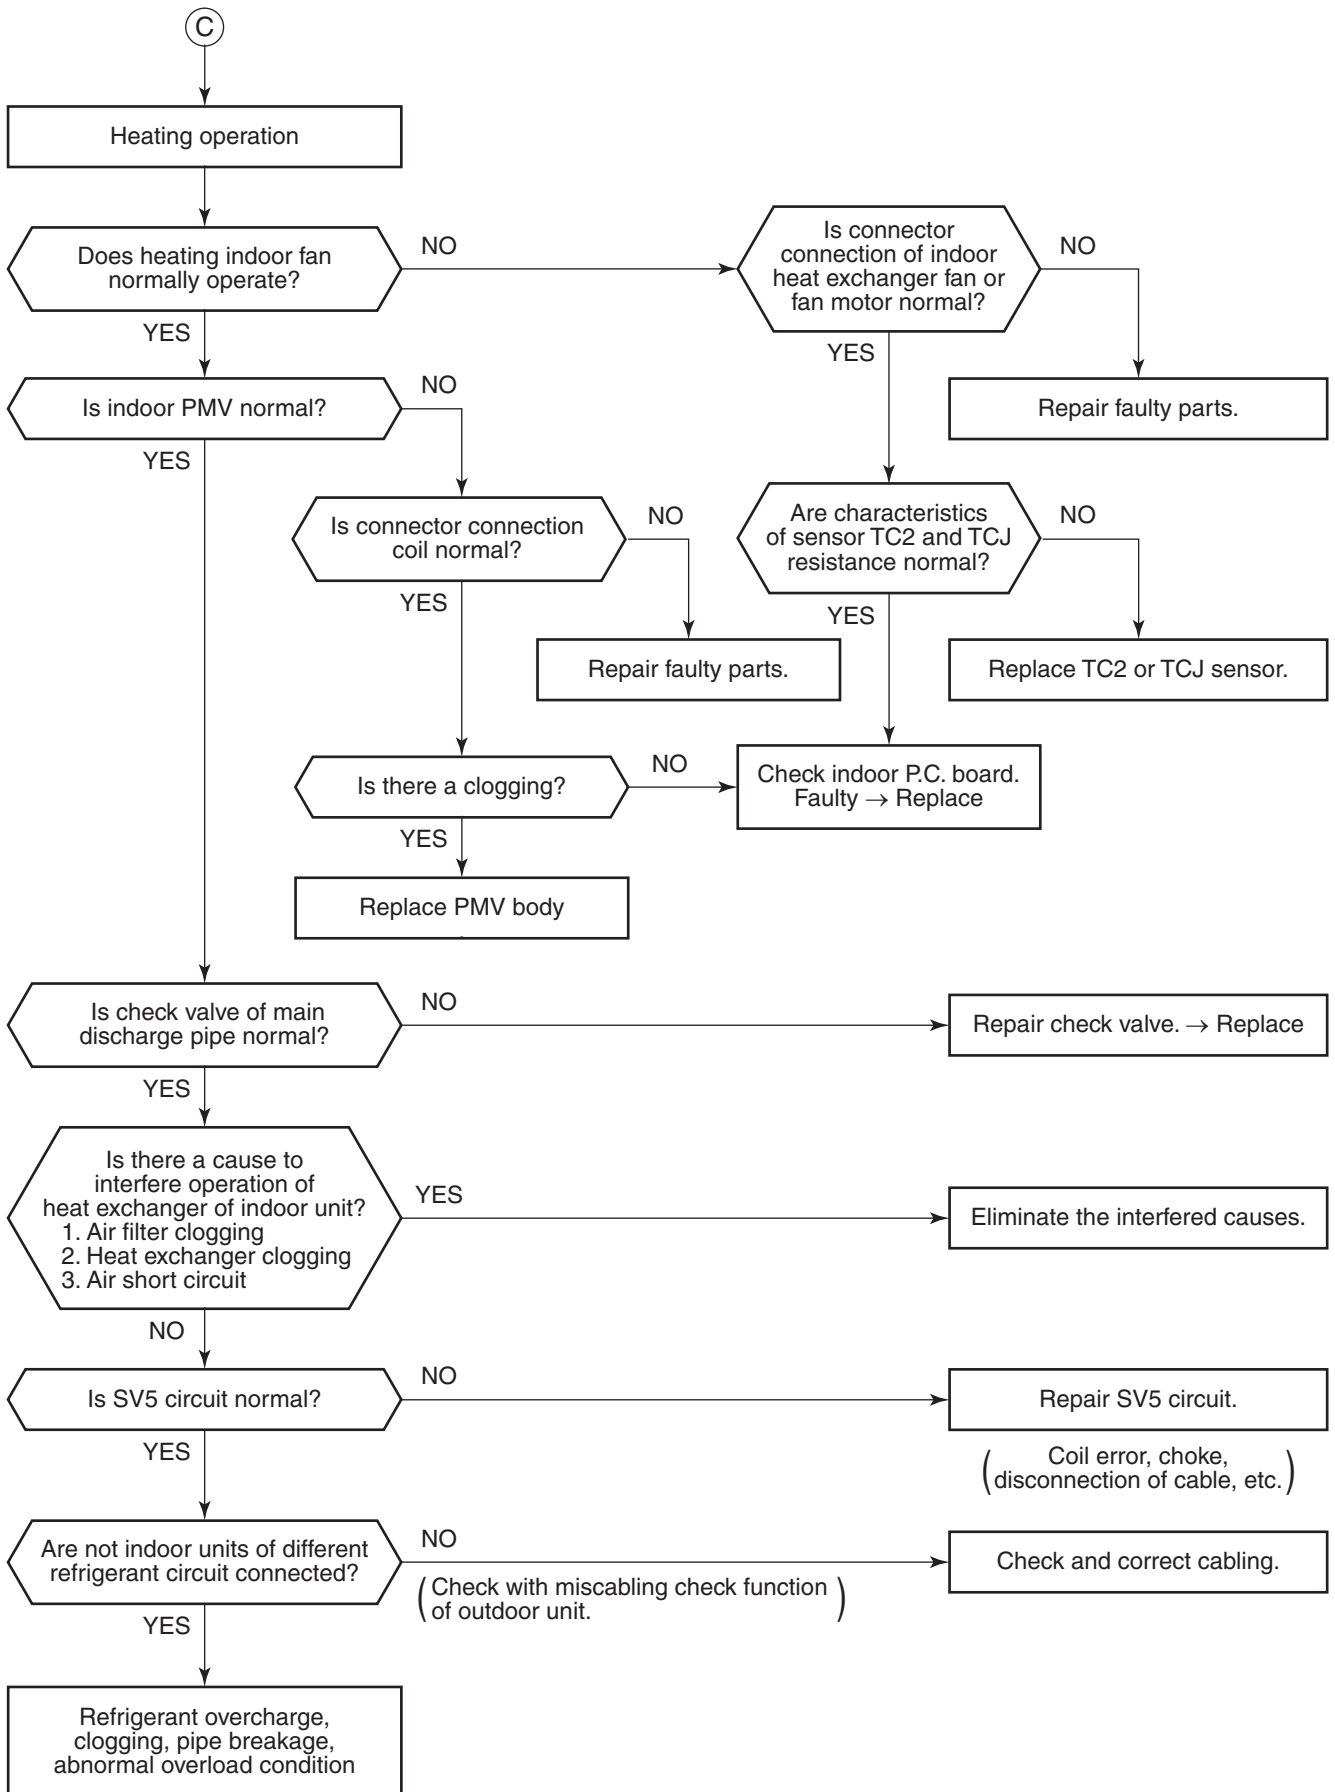 C
Heating operation
Does heating indoor fan
normally operate?
NO
YES
Is connector
connection of indoor
heat exchanger fan or
fan motor normal?
NO
YES
Repair faulty parts.
Is indoor PMV normal?
NO
YES
Is connector connection
coil normal?
NO
YES
Repair faulty parts.
Are characteristics
of sensor TC2 and TCJ
resistance normal?
NO
YES
Replace TC2 or TCJ sensor.
Is there a clogging?
NO
YES
Check indoor P.C. board.
Faulty → Replace
Replace PMV body
Is check valve of main
discharge pipe normal?
NO
YES
Repair check valve. → Replace
Is there a cause to
interfere operation of
heat exchanger of indoor unit?
1. Air filter clogging
2. Heat exchanger clogging
3. Air short circuit
YES
NO
Eliminate the interfered causes.
Is SV5 circuit normal?
NO
YES
Repair SV5 circuit.
(Coil error, choke,
disconnection of cable, etc.)
Are not indoor units of different
refrigerant circuit connected?
NO
(Check with miscabling check function
of outdoor unit.)
YES
Check and correct cabling.
Refrigerant overcharge,
clogging, pipe breakage,
abnormal overload condition